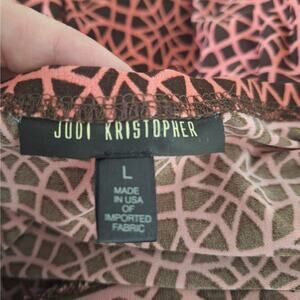 JUDI KRISTOPHER
L
MADE
IN USA
OF
IMPORTED
FABRIC